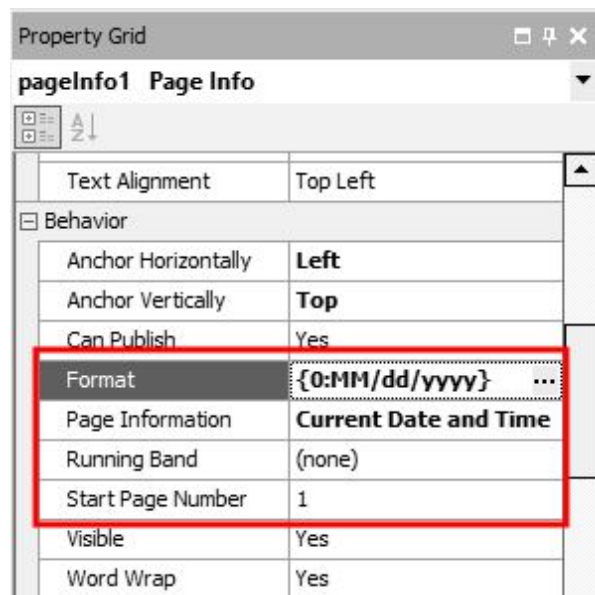 Property Grid
pageInfo1 Page Info
Text Alignment Top Left
Behavior
Anchor Horizontally Left
Anchor Vertically Top
Can Publish Yes
Format {0:MM/dd/yyyy} ...
Page Information Current Date and Time
Running Band (none)
Start Page Number 1
Visible Yes
Word Wrap Yes